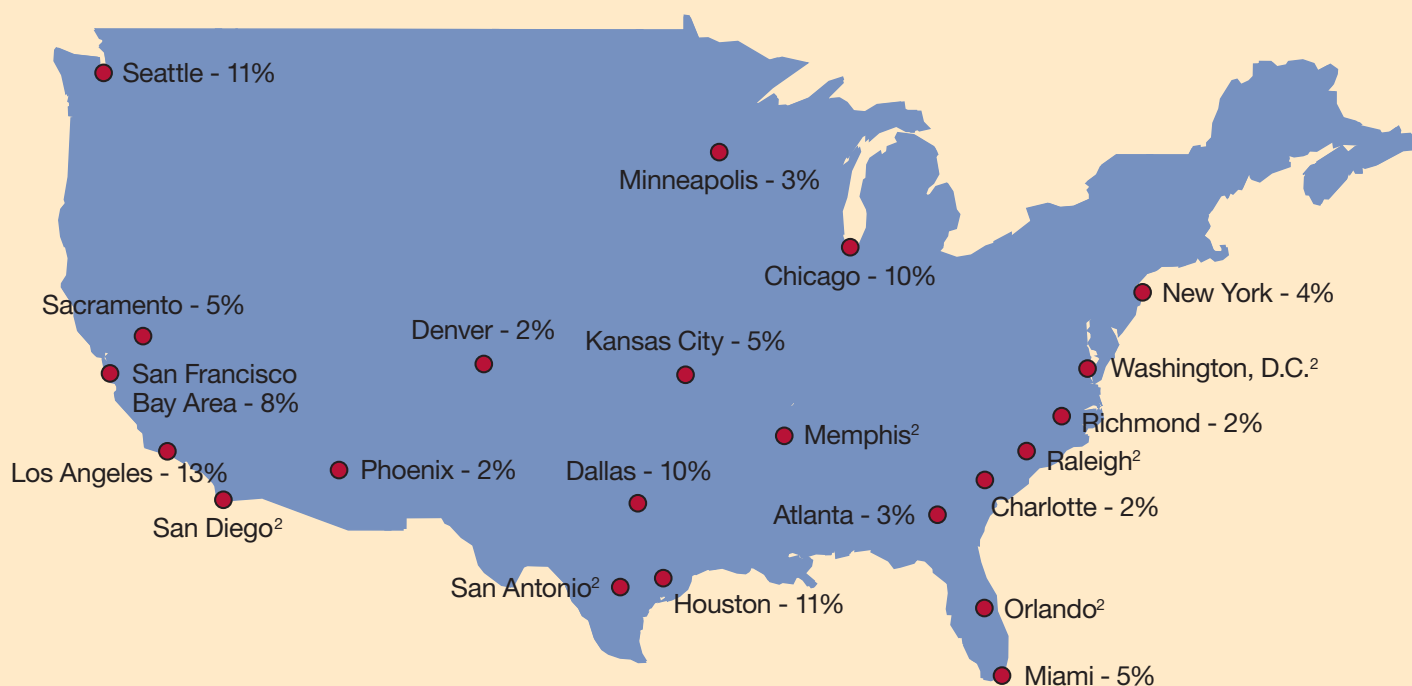 Seattle - 11%
Minneapolis - 3%
Chicago - 10%
New York - 4%
Sacramento - 5%
Denver - 2%
Kansas City - 5%
Washington, D.C.²
San Francisco
Bay Area - 8%
Richmond - 2%
Memphis²
Raleigh²
Los Angeles - 13%
Phoenix - 2%
Dallas - 10%
Charlotte - 2%
Atlanta - 3%
San Diego²
San Antonio²
Houston - 11%
Orlando²
Miami - 5%